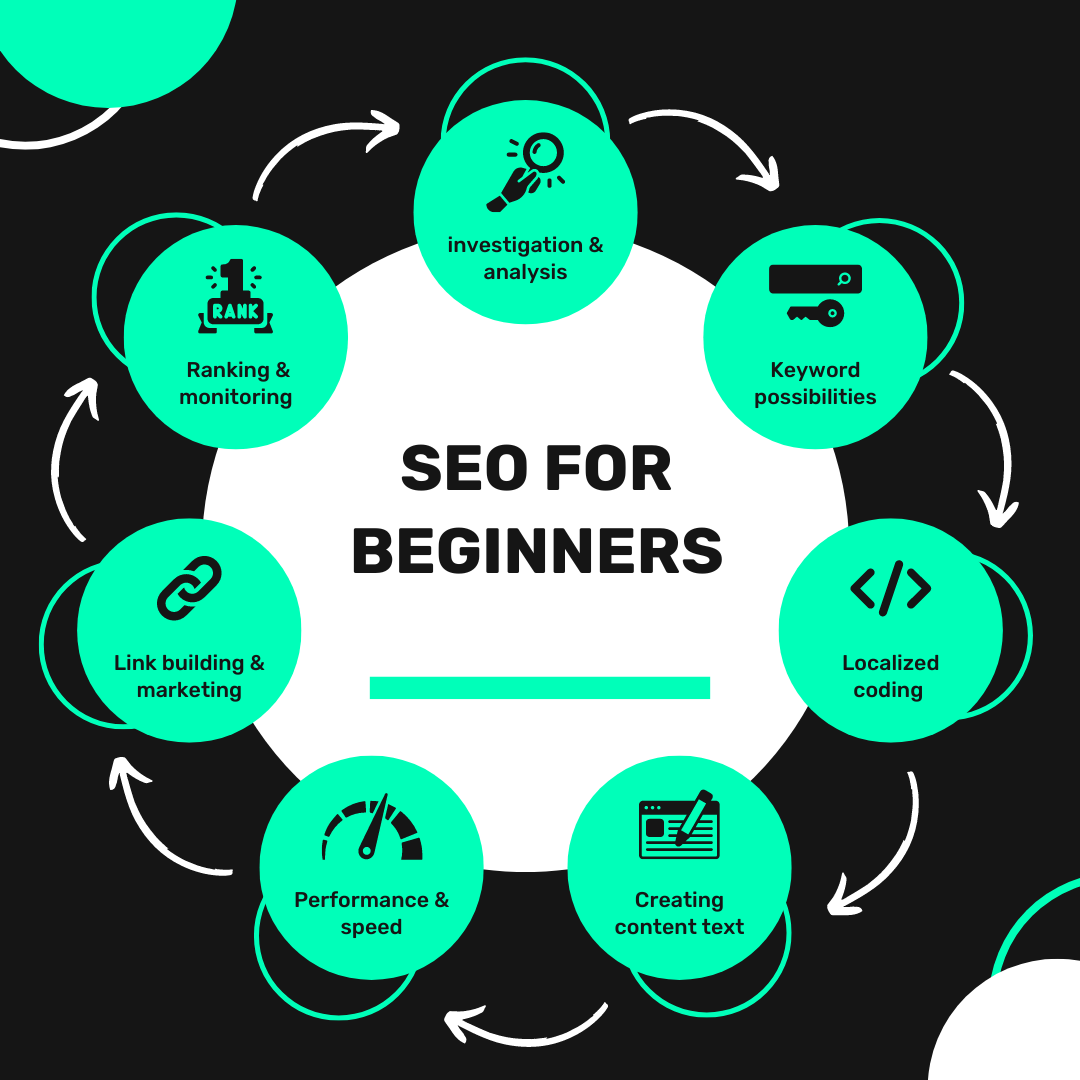 investigation &
analysis
Keyword
possibilities
Localized
coding
Creating
content text
Performance &
speed
Link building &
marketing
RANK
Ranking &
monitoring
SEO FOR
BEGINNERS